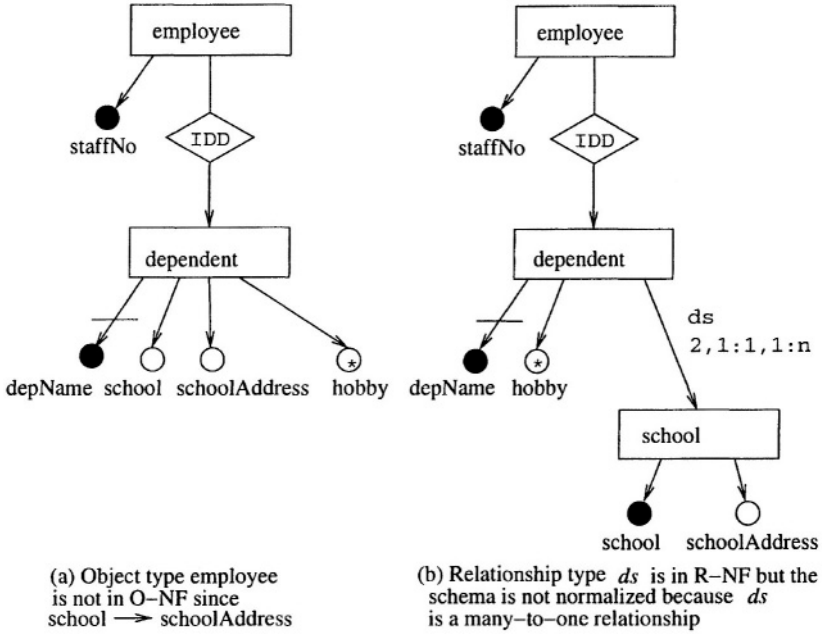 employee
staffNo
IDD
dependent
depName school schoolAddress hobby
*
(a) Object type employee
is not in O-NF since
school → schoolAddress
employee
staffNo
IDD
dependent
ds
2,1:1,1:n
depName hobby
*
school
school schoolAddress
(b) Relationship type ds is in R-NF but the
schema is not normalized because ds
is a many-to-one relationship